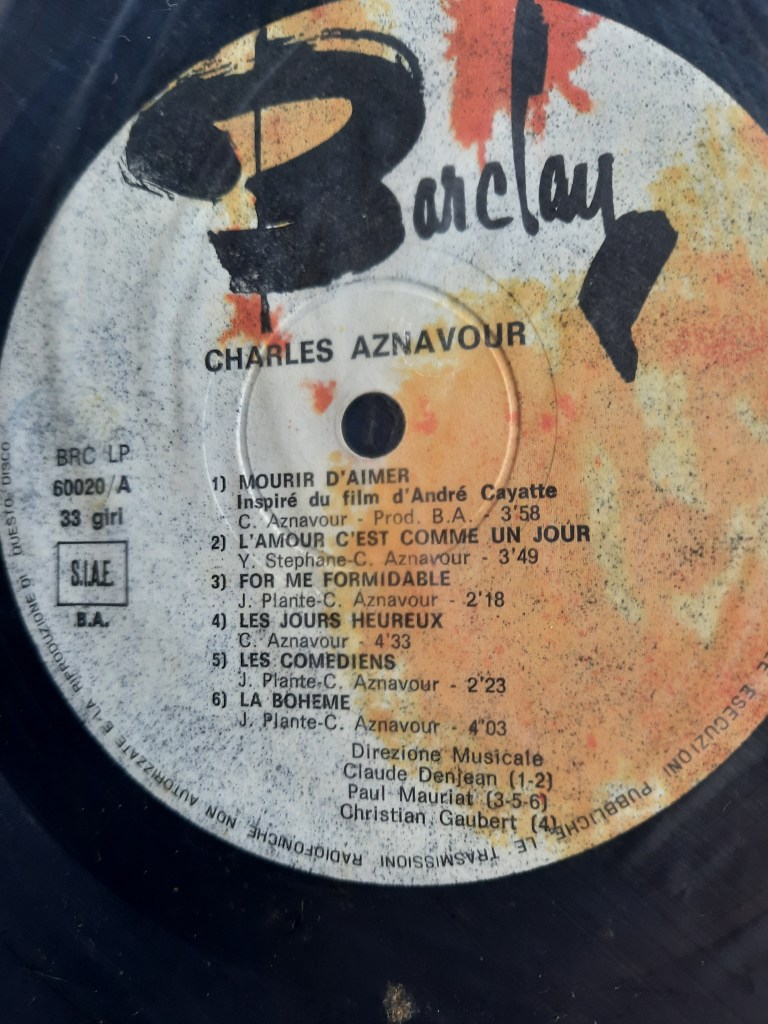 Barclay
CHARLES AZNAVOUR
BRC LP
60020/A
33 giri
S.I.A.E.
B.A.
1) MOURIR D'AIMER
Inspiré du film d'André Cayatte
C. Aznavour - Prod. B.A. - 3'58
2) L'AMOUR C'EST COMME UN JOUR
Y. Stephane-C. Aznavour - 3'49
3) FOR ME FORMIDABLE
J. Plante-C. Aznavour - 2'18
4) LES JOURS HEUREUX
C. Aznavour - 4'33
5) LES COMEDIENS
J. Plante-C. Aznavour - 2'23
6) LA BOHEME
J. Plante-C. Aznavour - 4"03
Direzione Musicale
Claude Denjean (1-2)
Paul Mauriat (3-5-6)
Christian Gaubert (4)
LE ESECUZIONI PUBBLICHE LE TRASMISSIONI RADIOFONICHE NON AUTORIZZATE E LA RIPRODUZIONE DI QUESTO DISCO